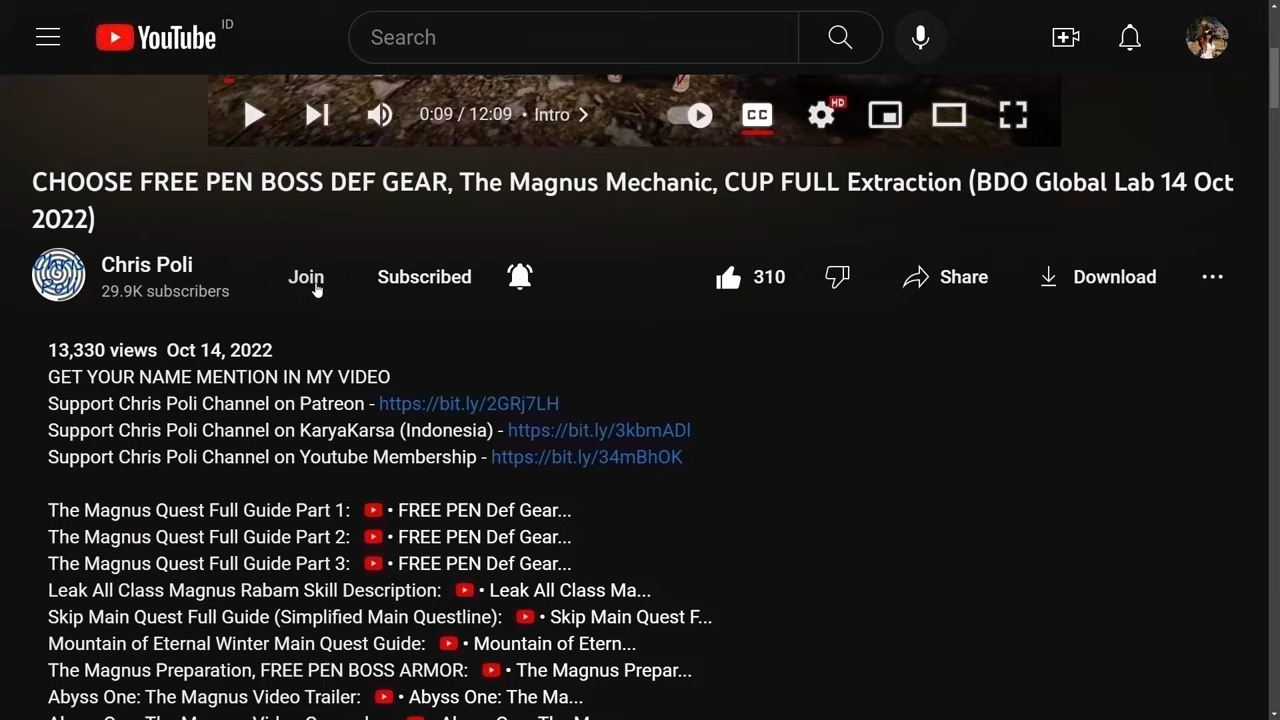 YouTube ID
Search
0:09 / 12:09 • Intro
CC
HD
CHOOSE FREE PEN BOSS DEF GEAR, The Magnus Mechanic, CUP FULL Extraction (BDO Global Lab 14 Oct
2022)
Chris Poli
Chris Poli
29.9K subscribers
Join
Subscribed
310
Share
Download
13,330 views Oct 14, 2022
GET YOUR NAME MENTION IN MY VIDEO
Support Chris Poli Channel on Patreon - https://bit.ly/2GRj7LH
Support Chris Poli Channel on KaryaKarsa (Indonesia) - https://bit.ly/3kbmADl
Support Chris Poli Channel on Youtube Membership - https://bit.ly/34mBhOK
The Magnus Quest Full Guide Part 1: • FREE PEN Def Gear...
The Magnus Quest Full Guide Part 2: • FREE PEN Def Gear...
The Magnus Quest Full Guide Part 3: • FREE PEN Def Gear...
Leak All Class Magnus Rabam Skill Description: • Leak All Class Ma...
Skip Main Quest Full Guide (Simplified Main Questline): • Skip Main Quest F...
Mountain of Eternal Winter Main Quest Guide: • Mountain of Etern...
The Magnus Preparation, FREE PEN BOSS ARMOR: • The Magnus Prepar...
Abyss One: The Magnus Video Trailer: • Abyss One: The Ma...